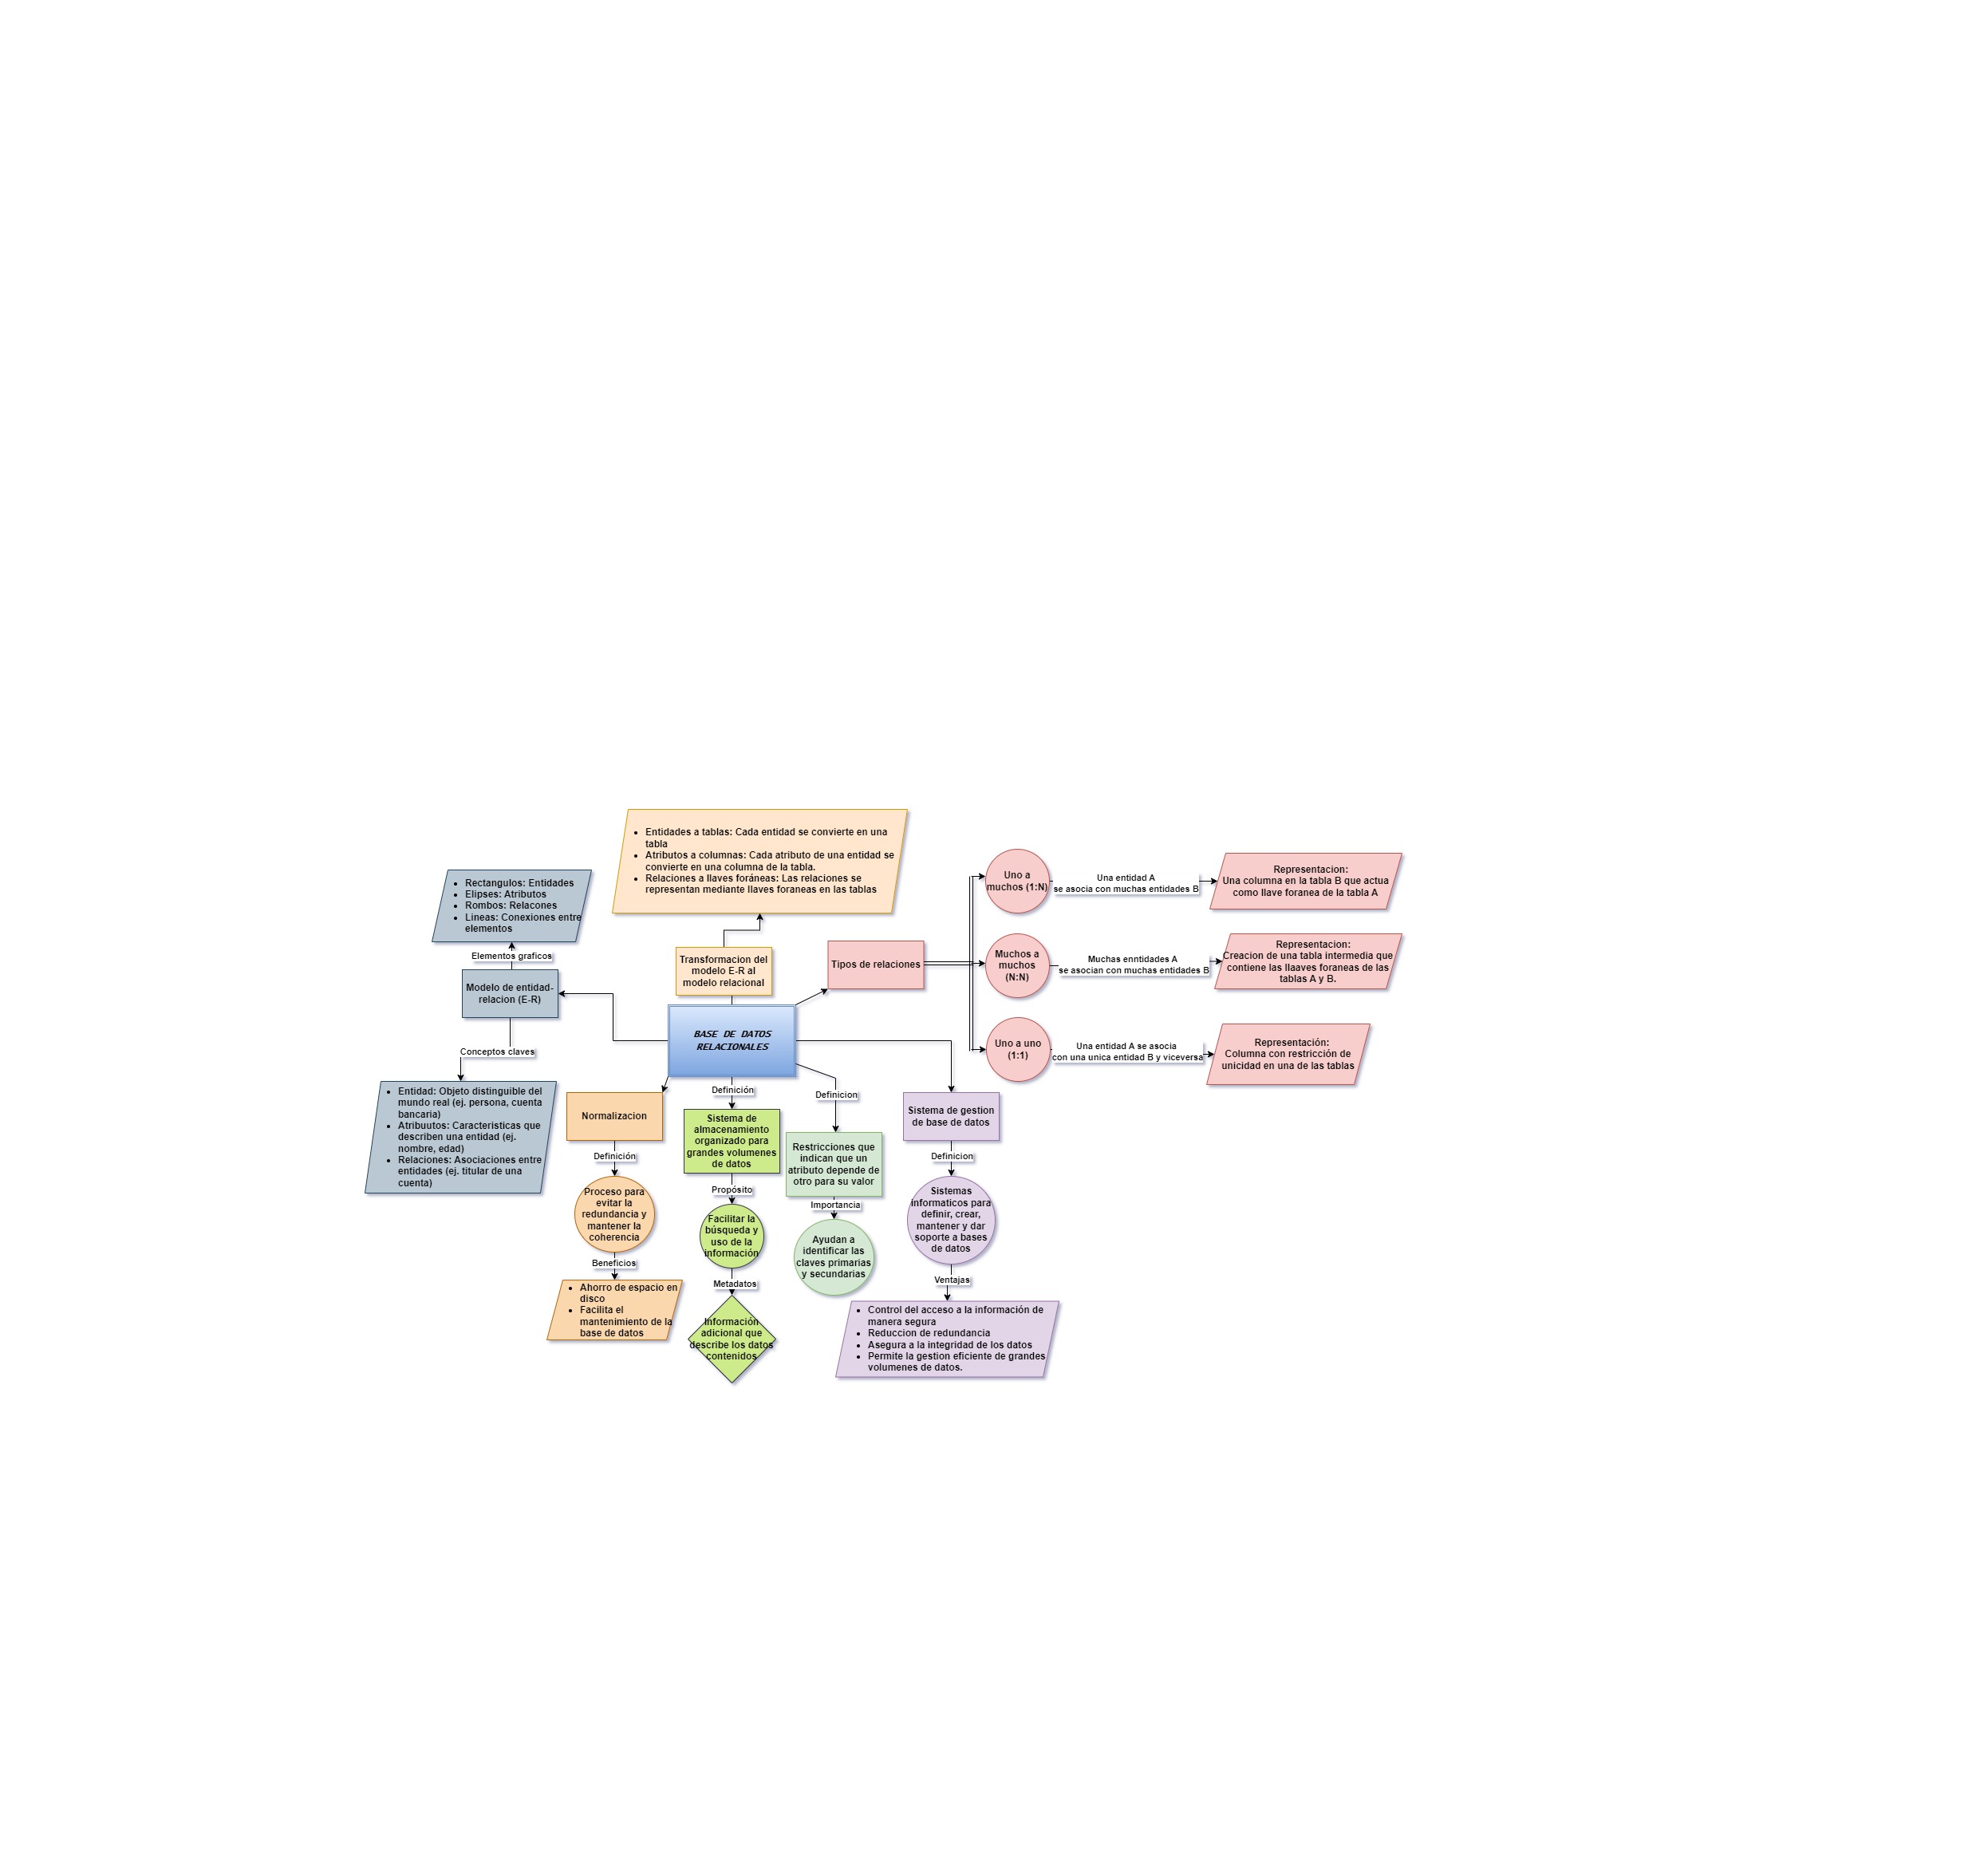 Entidades a tablas: Cada entidad se convierte en una
tabla
Atributos a columnas: Cada atributo de una entidad se
convierte en una columna de la tabla.
Relaciones a llaves foráneas: Las relaciones se
representan mediante llaves foraneas en las tablas
Transformacion del
modelo E-R al
modelo relacional
Rectangulos: Entidades
Elipses: Atributos
Rombos: Relacones
Lineas: Conexiones entre
elementos
Elementos graficos
Modelo de entidad-
relacion (E-R)
Conceptos claves
Entidad: Objeto distinguible del
mundo real (ej. persona, cuenta
bancaria)
Atribuutos: Caracteristicas que
describen una entidad (ej.
nombre, edad)
Relaciones: Asociaciones entre
entidades (ej. titular de una
cuenta)
BASE DE DATOS
RELACIONALES
Tipos de relaciones
Uno a
muchos (1:N)
Una entidad A
se asocia con muchas entidades B
Representacion:
Una columna en la tabla B que actua
como llave foranea de la tabla A
Muchos a
muchos
(N:N)
Muchas enntidades A
se asocian con muchas entidades B
Representacion:
Creacion de una tabla intermedia que
contiene las llaaves foraneas de las
tablas A y B.
Uno a uno
(1:1)
Una entidad A se asocia
con una unica entidad B y viceversa
Representación:
Columna con restricción de
unicidad en una de las tablas
Normalizacion
Definición
Proceso para
evitar la
redundancia y
mantener la
coherencia
Beneficios
Ahorro de espacio en
disco
Facilita el
mantenimiento de la
base de datos
Definición
Sistema de
almacenamiento
organizado para
grandes volumenes
de datos
Propósito
Facilitar la
búsqueda y
uso de la
información
Metadatos
Información
adicional que
describe los datos
contenidos
Definicion
Restricciones que
indican que un
atributo depende de
otro para su valor
Importancia
Ayudan a
identificar las
claves primarias
y secundarias
Sistema de gestion
de base de datos
Definicion
Sistemas
informaticos para
definir, crear,
mantener y dar
soporte a bases
de datos
Ventajas
Control del acceso a la información de
manera segura
Reduccion de redundancia
Asegura a la integridad de los datos
Permite la gestion eficiente de grandes
volumenes de datos.